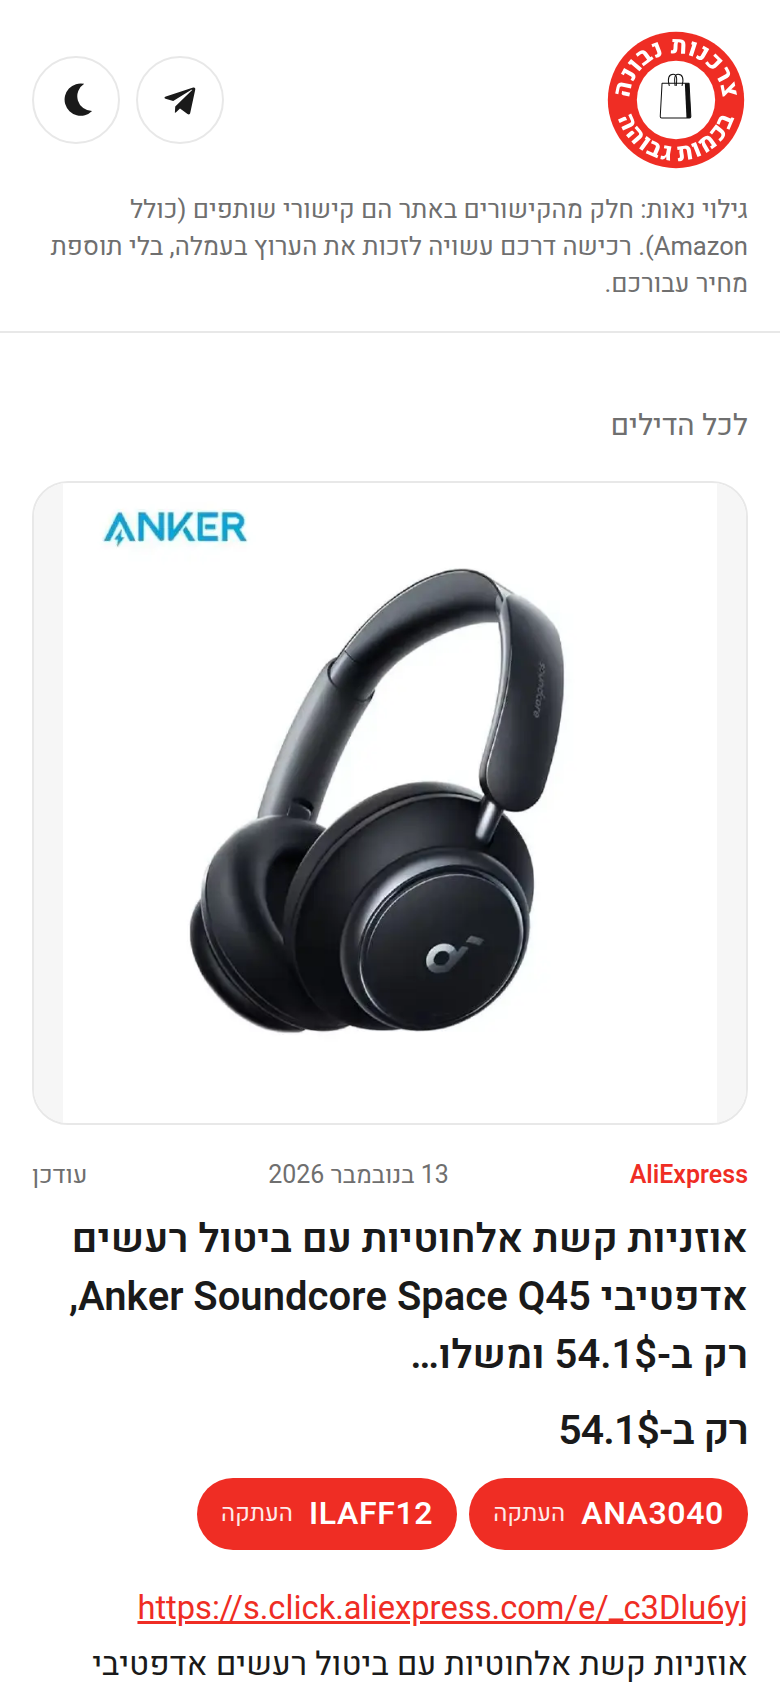 צרכנות נבונה
בכמות גבוהה
גילוי נאות: חלק מהקישורים באתר הם קישורי שותפים (כולל
Amazon). רכישה דרכם עשויה לזכות את הערוץ בעמלה, בלי תוספת
מחיר עבורכם.
לכל הדילים
ANKER
soundcore
AliExpress
13 בנובמבר 2026
עודכן
אוזניות קשת אלחוטיות עם ביטול רעשים
אדפטיבי Anker Soundcore Space Q45,
רק ב-54.1$ ומשלו...
רק ב-54.1$
ANA3040 העתקה
ILAFF12 העתקה
https://s.click.aliexpress.com/e/_c3Dlu6yj
אוזניות קשת אלחוטיות עם ביטול רעשים אדפטיבי